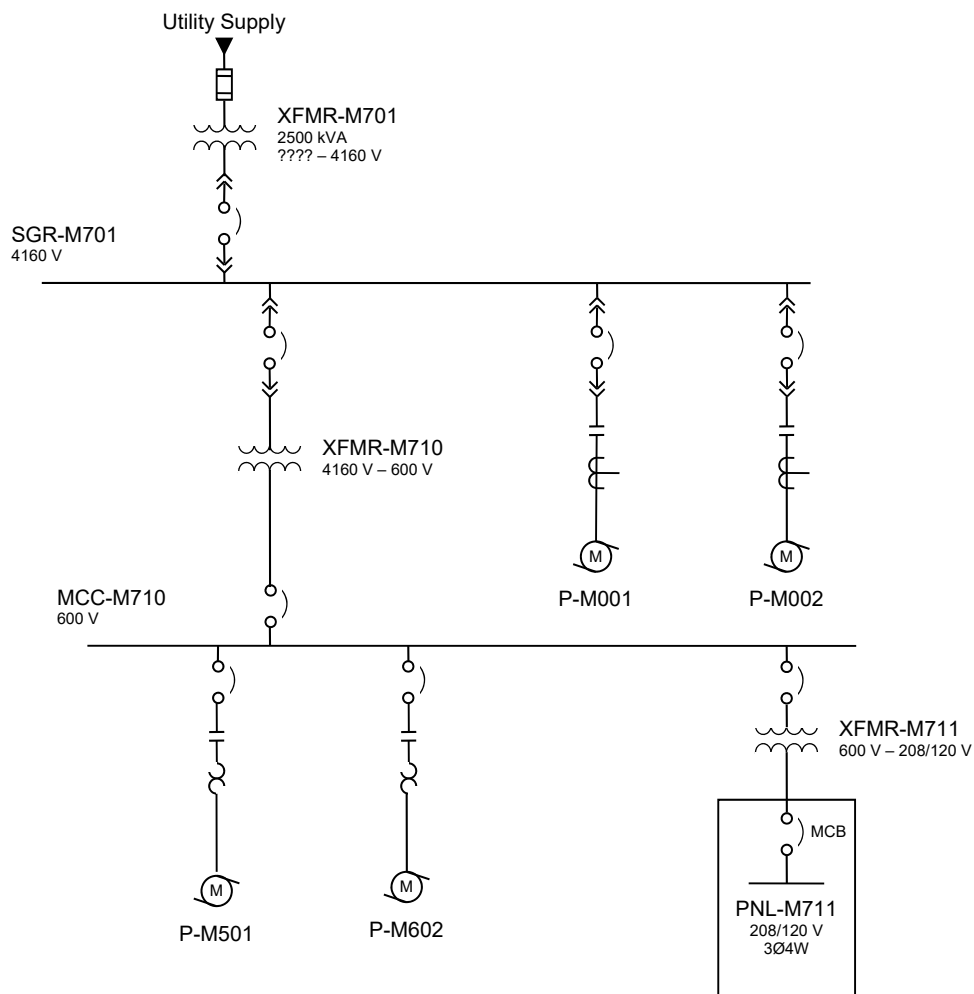 Utility Supply
XFMR-M701
2500 kVA
???? – 4160 V
SGR-M701
4160 V
XFMR-M710
4160 V – 600 V
M
M
P-M001
P-M002
MCC-M710
600 V
XFMR-M711
600 V – 208/120 V
MCB
M
M
P-M501
P-M602
PNL-M711
208/120 V
3Ø4W